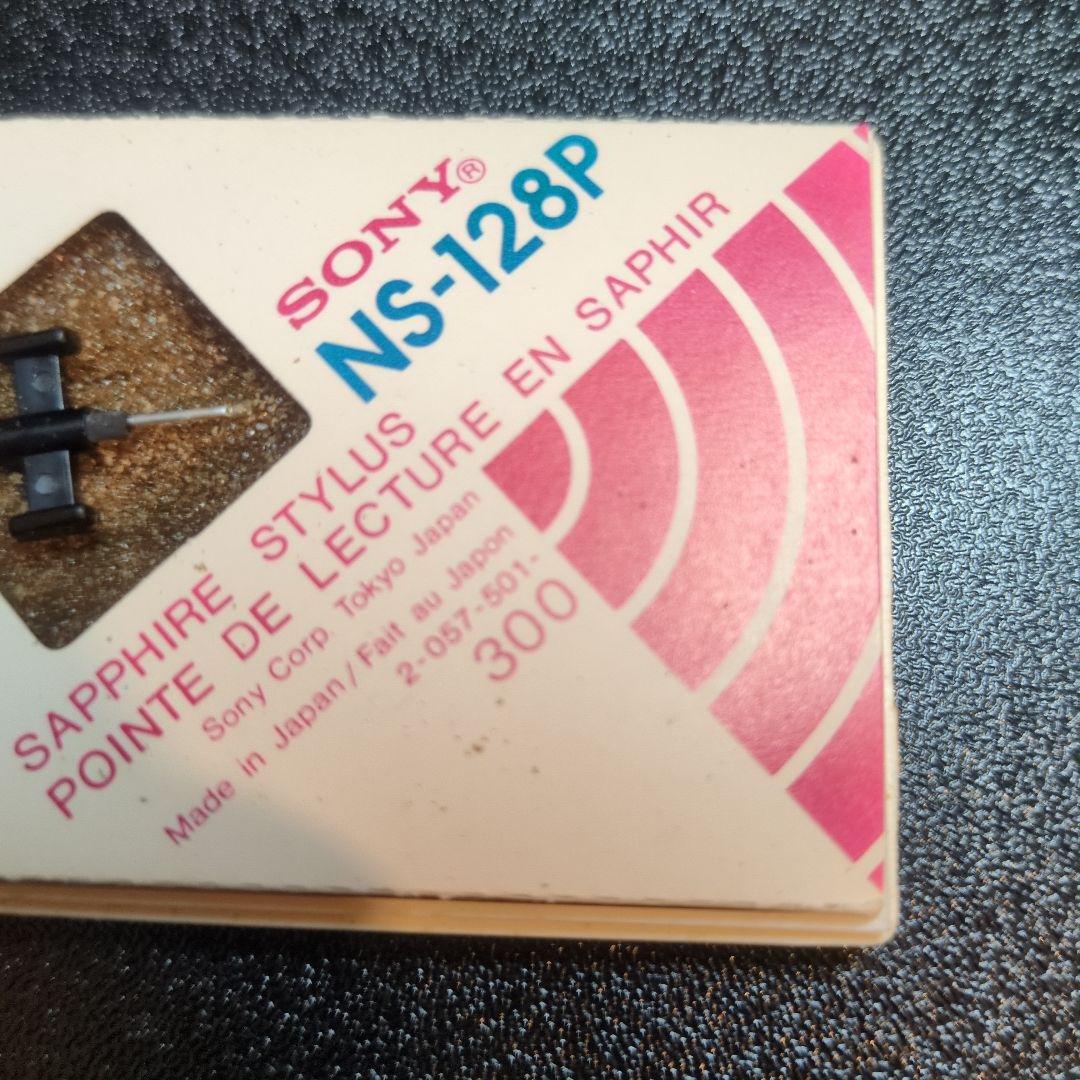 SONY®
NS-128P
SAPPHIRE STYLUS
POINTE DE LECTURE EN SAPHIR
Sony Corp. Tokyo Japan
Made in Japan / Fait au Japon
2-057-501-
300